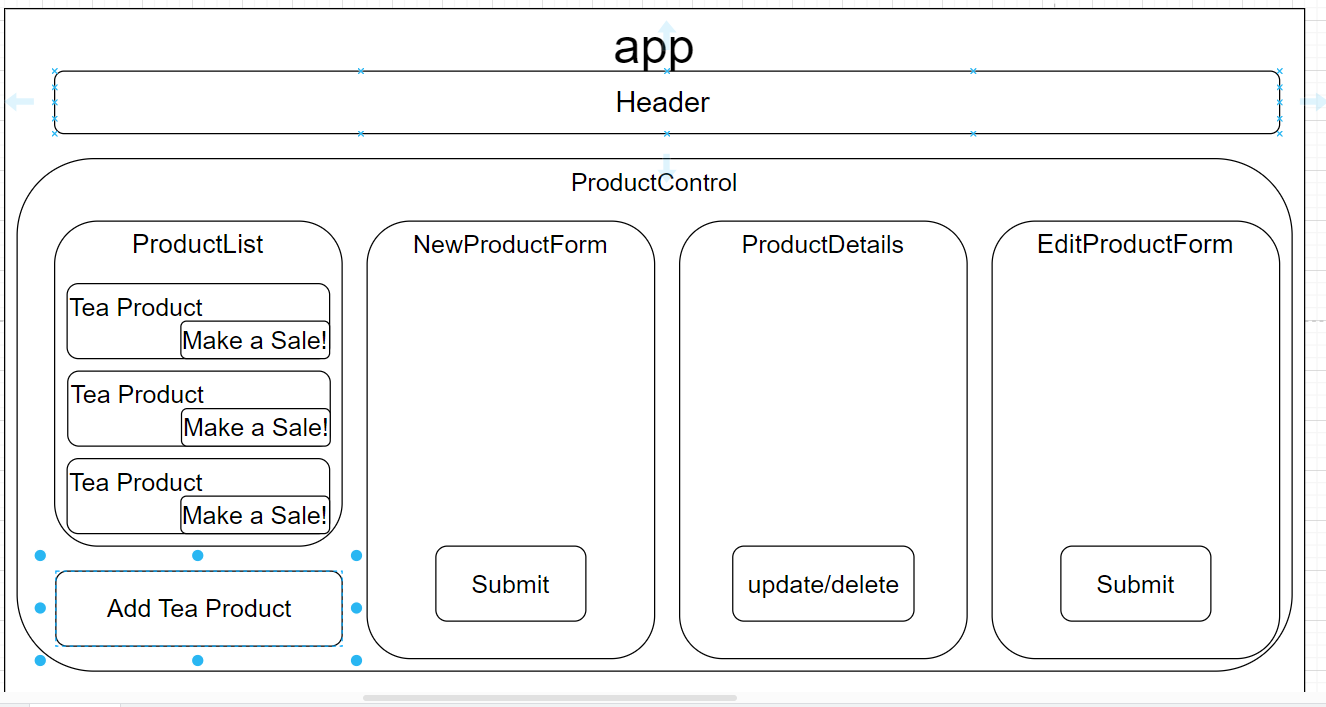 app
Header
ProductControl
ProductList
Tea Product
Make a Sale!
Tea Product
Make a Sale!
Tea Product
Make a Sale!
Add Tea Product
NewProductForm
Submit
ProductDetails
update/delete
EditProductForm
Submit